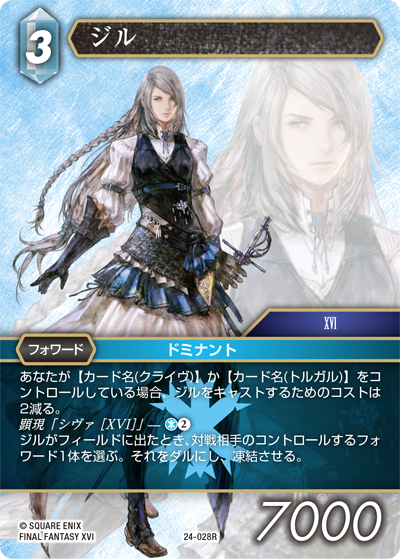 3
ジル
XVI
フォワード
ドミナント
あなたが【カード名(クライヴ)】か【カード名(トルガル)】をコ
ントロールしている場合、ジルをキャストするためのコストは
2減る。
顕現「シヴァ [XVI]」― 氷2
ジルがフィールドに出たとき、対戦相手のコントロールするフォ
ワード1体を選ぶ。それをダルにし、凍結させる。
© SQUARE ENIX
FINAL FANTASY XVI
24-028R
7000